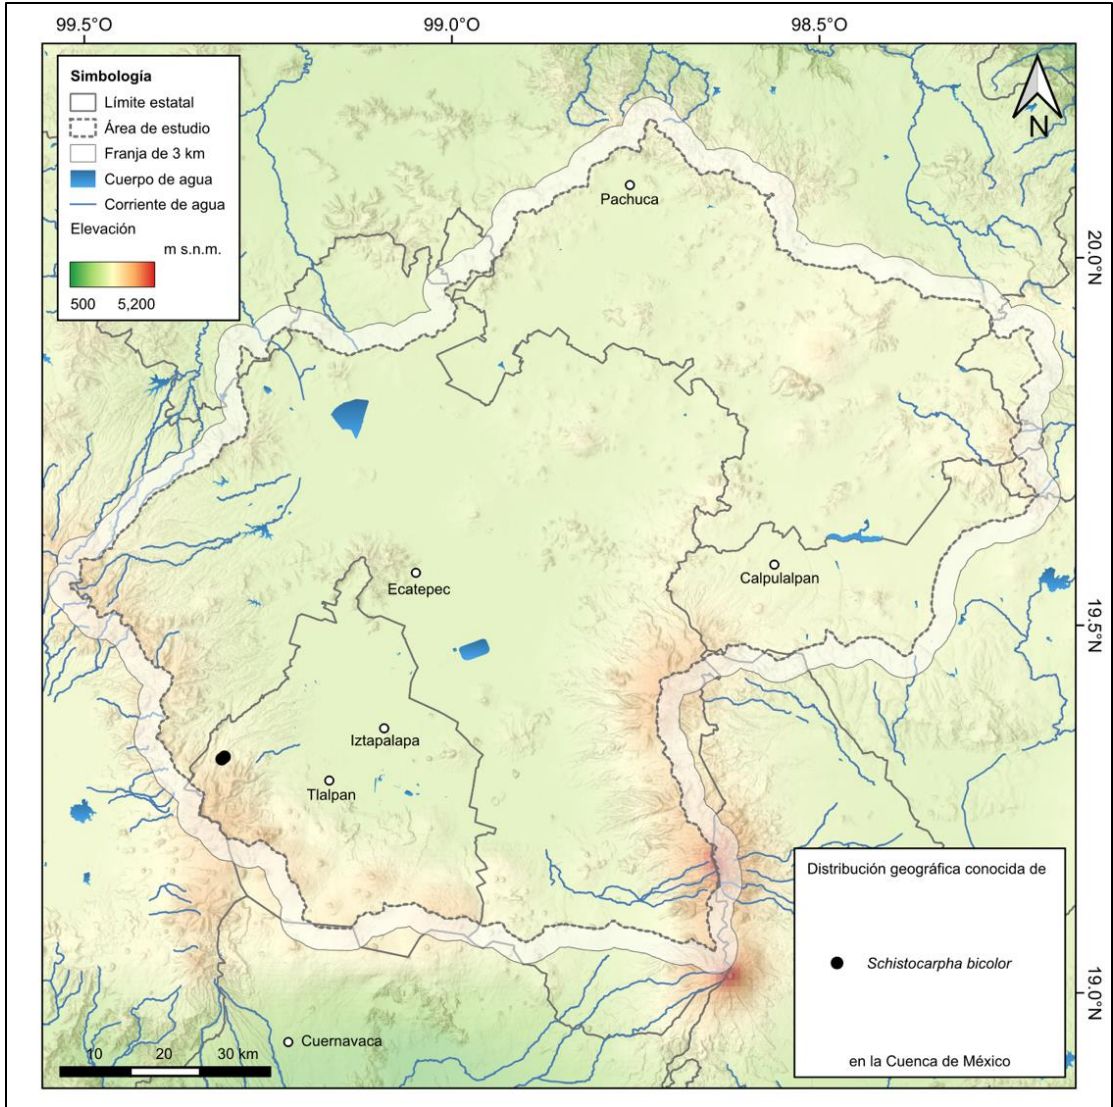 99.5°O
99.0°O
98.5°O
Simbología
Límite estatal
Área de estudio
Franja de 3 km
Cuerpo de agua
Corriente de agua
Elevación
m s.n.m.
500
5,200
N
Pachuca
20.0°N
Ecatepec
Calpulalpan
19.5°N
Iztapalapa
Tlalpan
Distribución geográfica conocida de
Schistocarpha bicolor
en la Cuenca de México
19.0°N
Cuernavaca
10
20
30 km